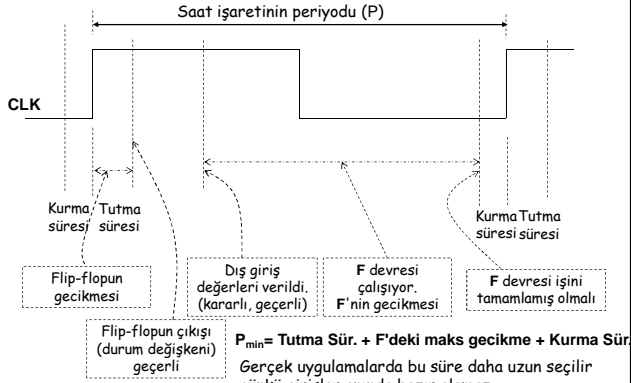 Saat işaretinin periyodu (P)
CLK
Kurma
süresi
Tutma
süresi
Kurma
süresi
Tutma
süresi
Flip-flopun
gecikmesi
Dış giriş
değerleri verildi.
(kararlı, geçerli)
F devresi
çalışıyor.
F'nin gecikmesi
F devresi işini
tamamlamış olmalı
Flip-flopun çıkışı
(durum değişkeni)
geçerli
Pmin= Tutma Sür. + F'deki maks gecikme + Kurma Sür.
Gerçek uygulamalarda bu süre daha uzun seçilir